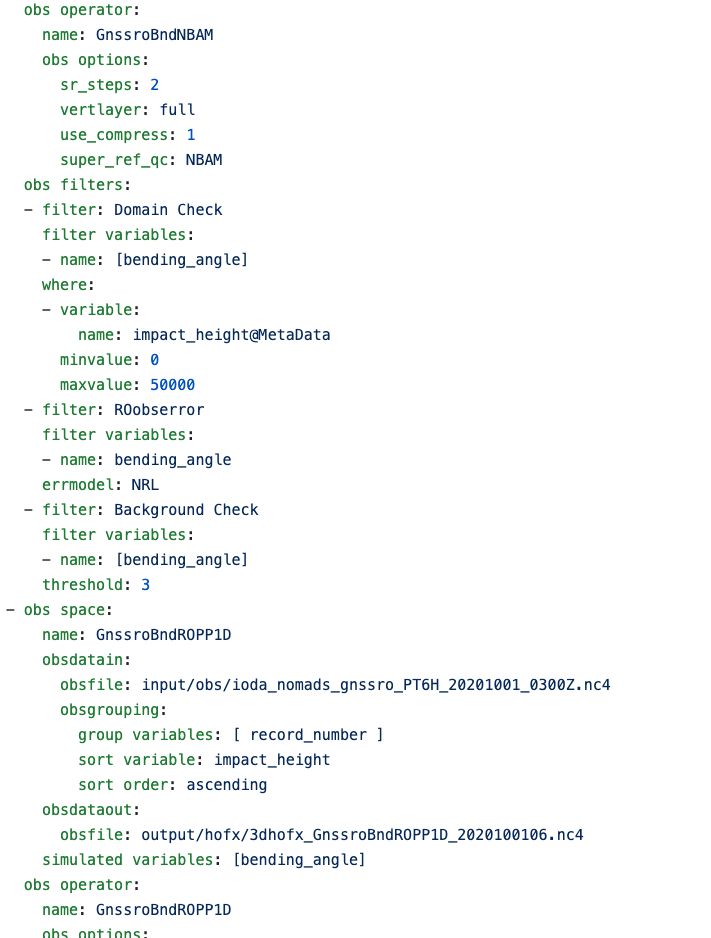 obs operator:
name: GnssroBndNBAM
obs options:
sr_steps: 2
vertlayer: full
use_compress: 1
super_ref_qc: NBAM
obs filters:
- filter: Domain Check
filter variables:
- name: [bending_angle]
where:
- variable:
name: impact_height@MetaData
minvalue: 0
maxvalue: 50000
- filter: ROobserror
filter variables:
- name: bending_angle
errmodel: NRL
- filter: Background Check
filter variables:
- name: [bending_angle]
threshold: 3
- obs space:
name: GnssroBndROPP1D
obsdatain:
obsfile: input/obs/ioda_nomads_gnssro_PT6H_20201001_0300Z.nc4
obsgrouping:
group variables: [ record_number ]
sort variable: impact_height
sort order: ascending
obsdataout:
obsfile: output/hofx/3dhofx_GnssroBndROPP1D_2020100106.nc4
simulated variables: [bending_angle]
obs operator:
name: GnssroBndROPP1D
obs options: